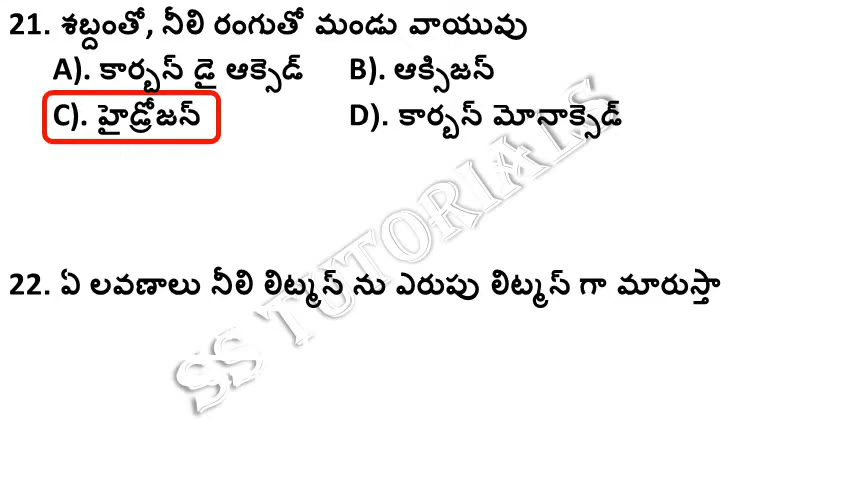 21. శబ్దంతో, నీలి రంగుతో మండు వాయువు
A). కార్బన్ డై ఆక్సైడ్ B). ఆక్సిజన్
C). హైడ్రోజన్ D). కార్బన్ మోనాక్సైడ్
22. ఏ లవణాలు నీలి లిట్మస్ ను ఎరుపు లిట్మస్ గా మారుస్తా
SS TUTORIALS